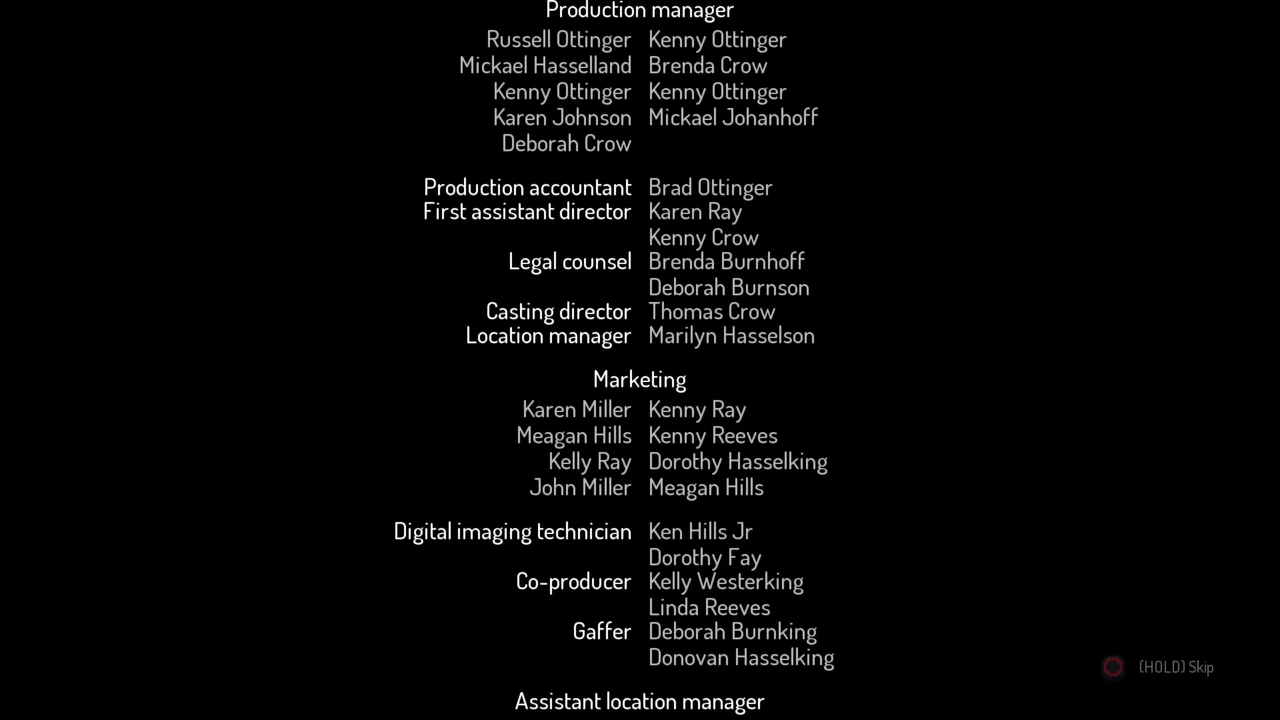 Production manager
Russell Ottinger Kenny Ottinger
Mickael Hasselland Brenda Crow
Kenny Ottinger Kenny Ottinger
Karen Johnson Mickael Johanhoff
Deborah Crow
Production accountant Brad Ottinger
First assistant director Karen Ray
Kenny Crow
Legal counsel Brenda Burnhoff
Deborah Burnson
Casting director Thomas Crow
Location manager Marilyn Hasselson
Marketing
Karen Miller Kenny Ray
Meagan Hills Kenny Reeves
Kelly Ray Dorothy Hasselking
John Miller Meagan Hills
Digital imaging technician Ken Hills Jr
Dorothy Fay
Co-producer Kelly Westerking
Linda Reeves
Gaffer Deborah Burnking
Donovan Hasselking
(HOLD) Skip
Assistant location manager